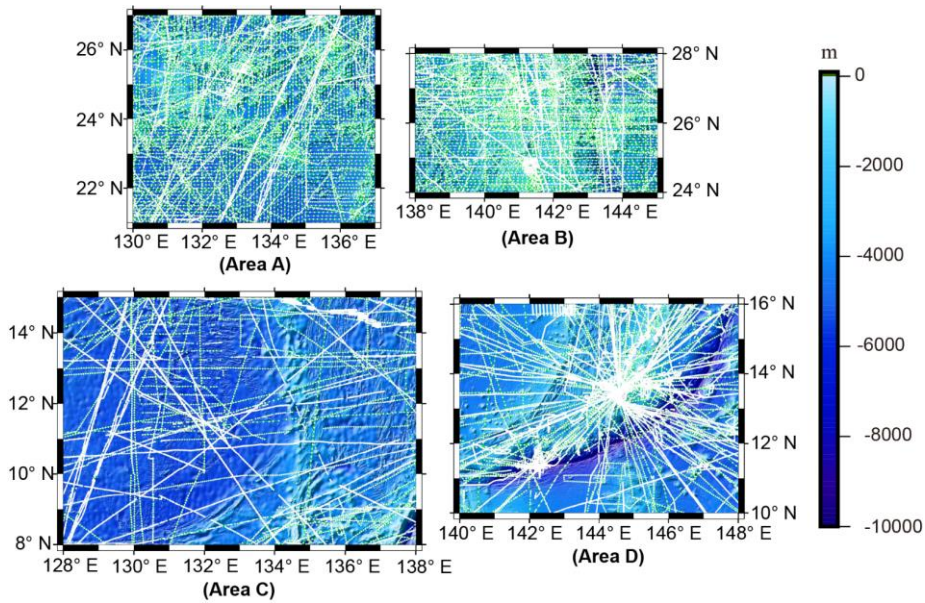 26° N
24° N
22° N
130° E 132° E 134° E 136° E
(Area A)
28° N
26° N
24° N
138° E 140° E 142° E 144° E
(Area B)
m
0
-2000
-4000
-6000
-8000
-10000
14° N
12° N
10° N
8° N
128° E 130° E 132° E 134° E 136° E 138° E
(Area C)
16° N
14° N
12° N
10° N
140° E 142° E 144° E 146° E 148° E
(Area D)